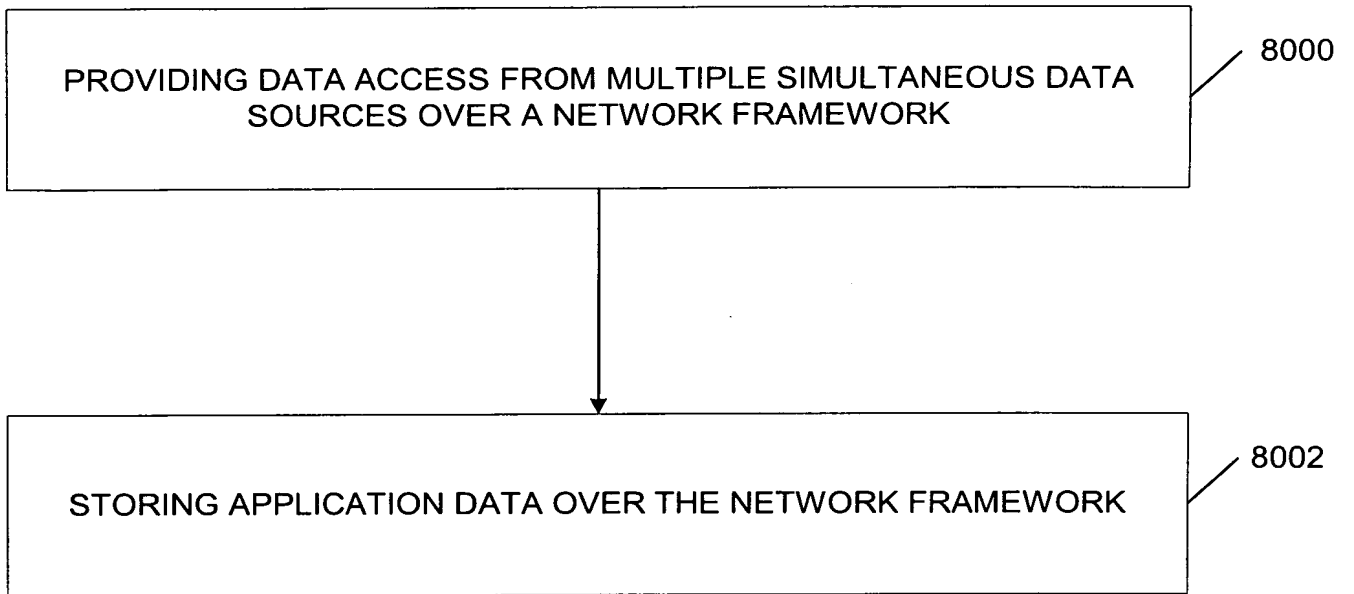 PROVIDING DATA ACCESS FROM MULTIPLE SIMULTANEOUS DATA
SOURCES OVER A NETWORK FRAMEWORK
8000
STORING APPLICATION DATA OVER THE NETWORK FRAMEWORK
8002